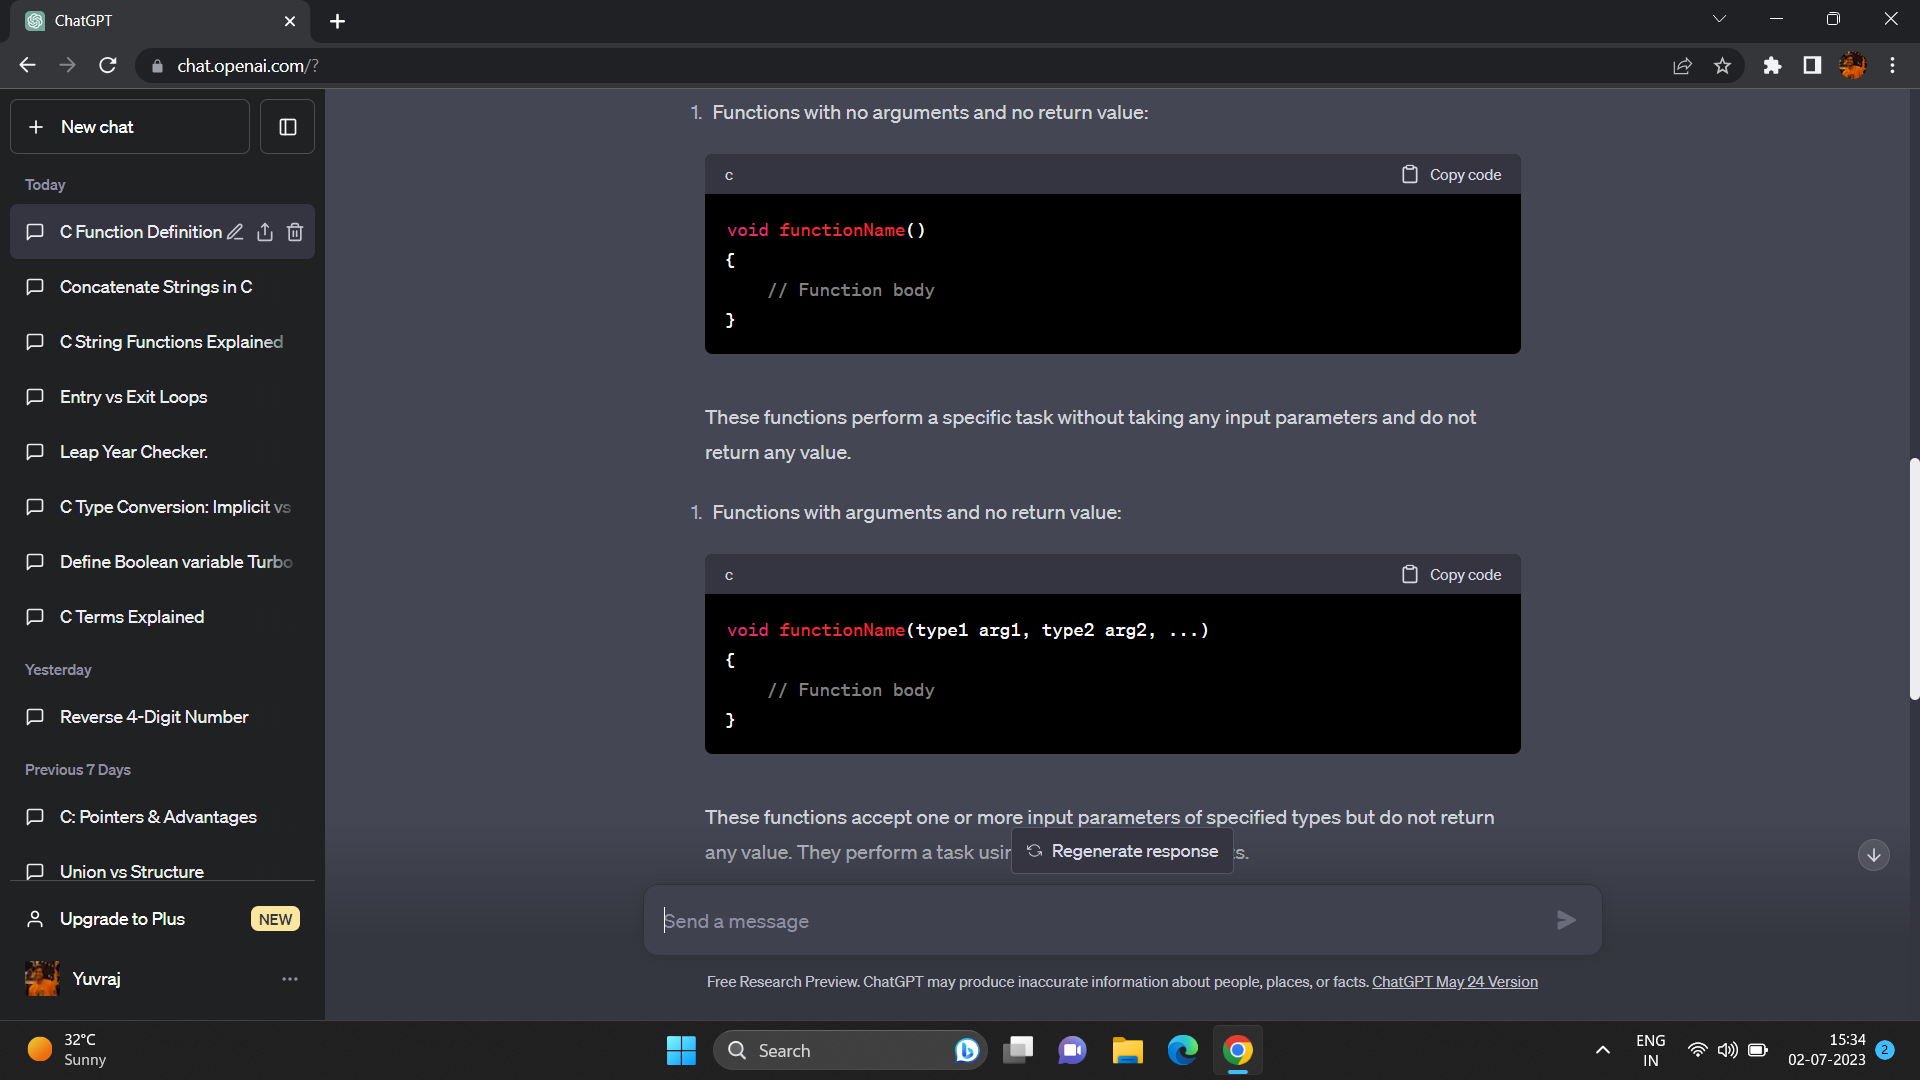 ChatGPT
chat.openai.com/?
New chat
Today
C Function Definition
Concatenate Strings in C
C String Functions Explained
Entry vs Exit Loops
Leap Year Checker.
C Type Conversion: Implicit vs
Define Boolean variable Turbo
C Terms Explained
Yesterday
Reverse 4-Digit Number
Previous 7 Days
C: Pointers & Advantages
Union vs Structure
Upgrade to Plus NEW
Yuvraj
1. Functions with no arguments and no return value:
c Copy code
void functionName()
{
// Function body
}
These functions perform a specific task without taking any input parameters and do not
return any value.
1. Functions with arguments and no return value:
c Copy code
void functionName(type1 arg1, type2 arg2, ...)
{
// Function body
}
These functions accept one or more input parameters of specified types but do not return
any value. They perform a task
Regenerate response
Send a message
Free Research Preview. ChatGPT may produce inaccurate information about people, places, or facts. ChatGPT May 24 Version
32°C
Sunny
Search
ENG
IN
15:34
02-07-2023
2